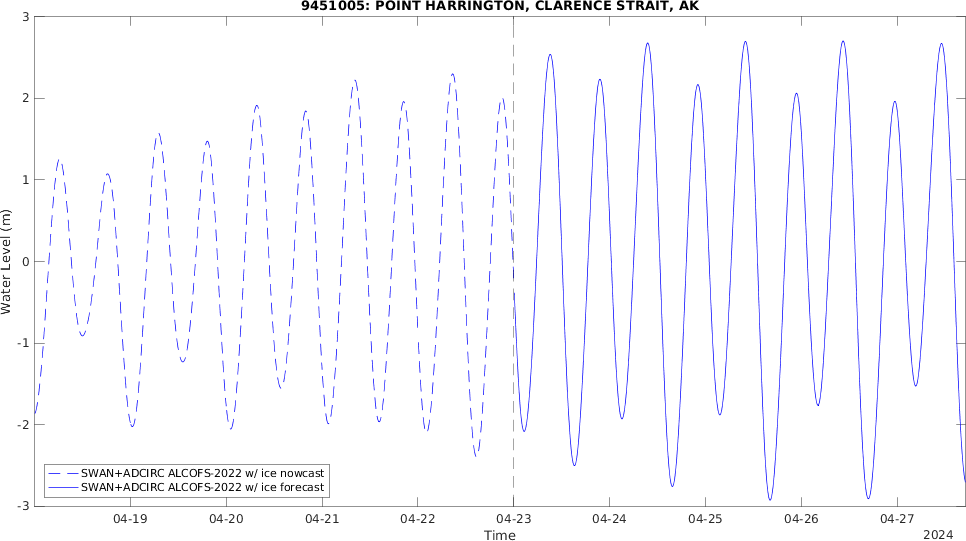 9451005: POINT HARRINGTON, CLARENCE STRAIT, AK
3
2
1
0
-1
-2
-3
Water Level (m)
SWAN+ADCIRC ALCOFS-2022 w/ ice nowcast
SWAN+ADCIRC ALCOFS-2022 w/ ice forecast
04-19 04-20 04-21 04-22 04-23 04-24 04-25 04-26 04-27
Time
2024